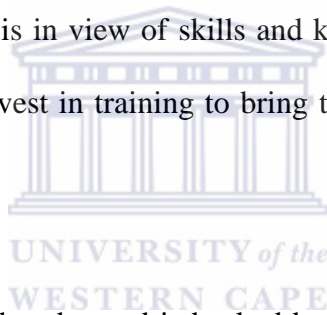 is in view of skills and k
vest in training to bring t
UNIVERSITY of the
WESTERN CAPE